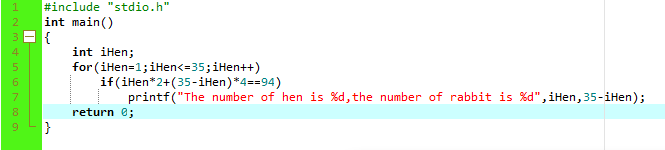 1 #include "stdio.h"
2 int main()
3 {
4     int iHen;
5     for(iHen=1;iHen<=35;iHen++)
6         if(iHen*2+(35-iHen)*4==94)
7             printf("The number of hen is %d,the number of rabbit is %d",iHen,35-iHen);
8     return 0;
9 }